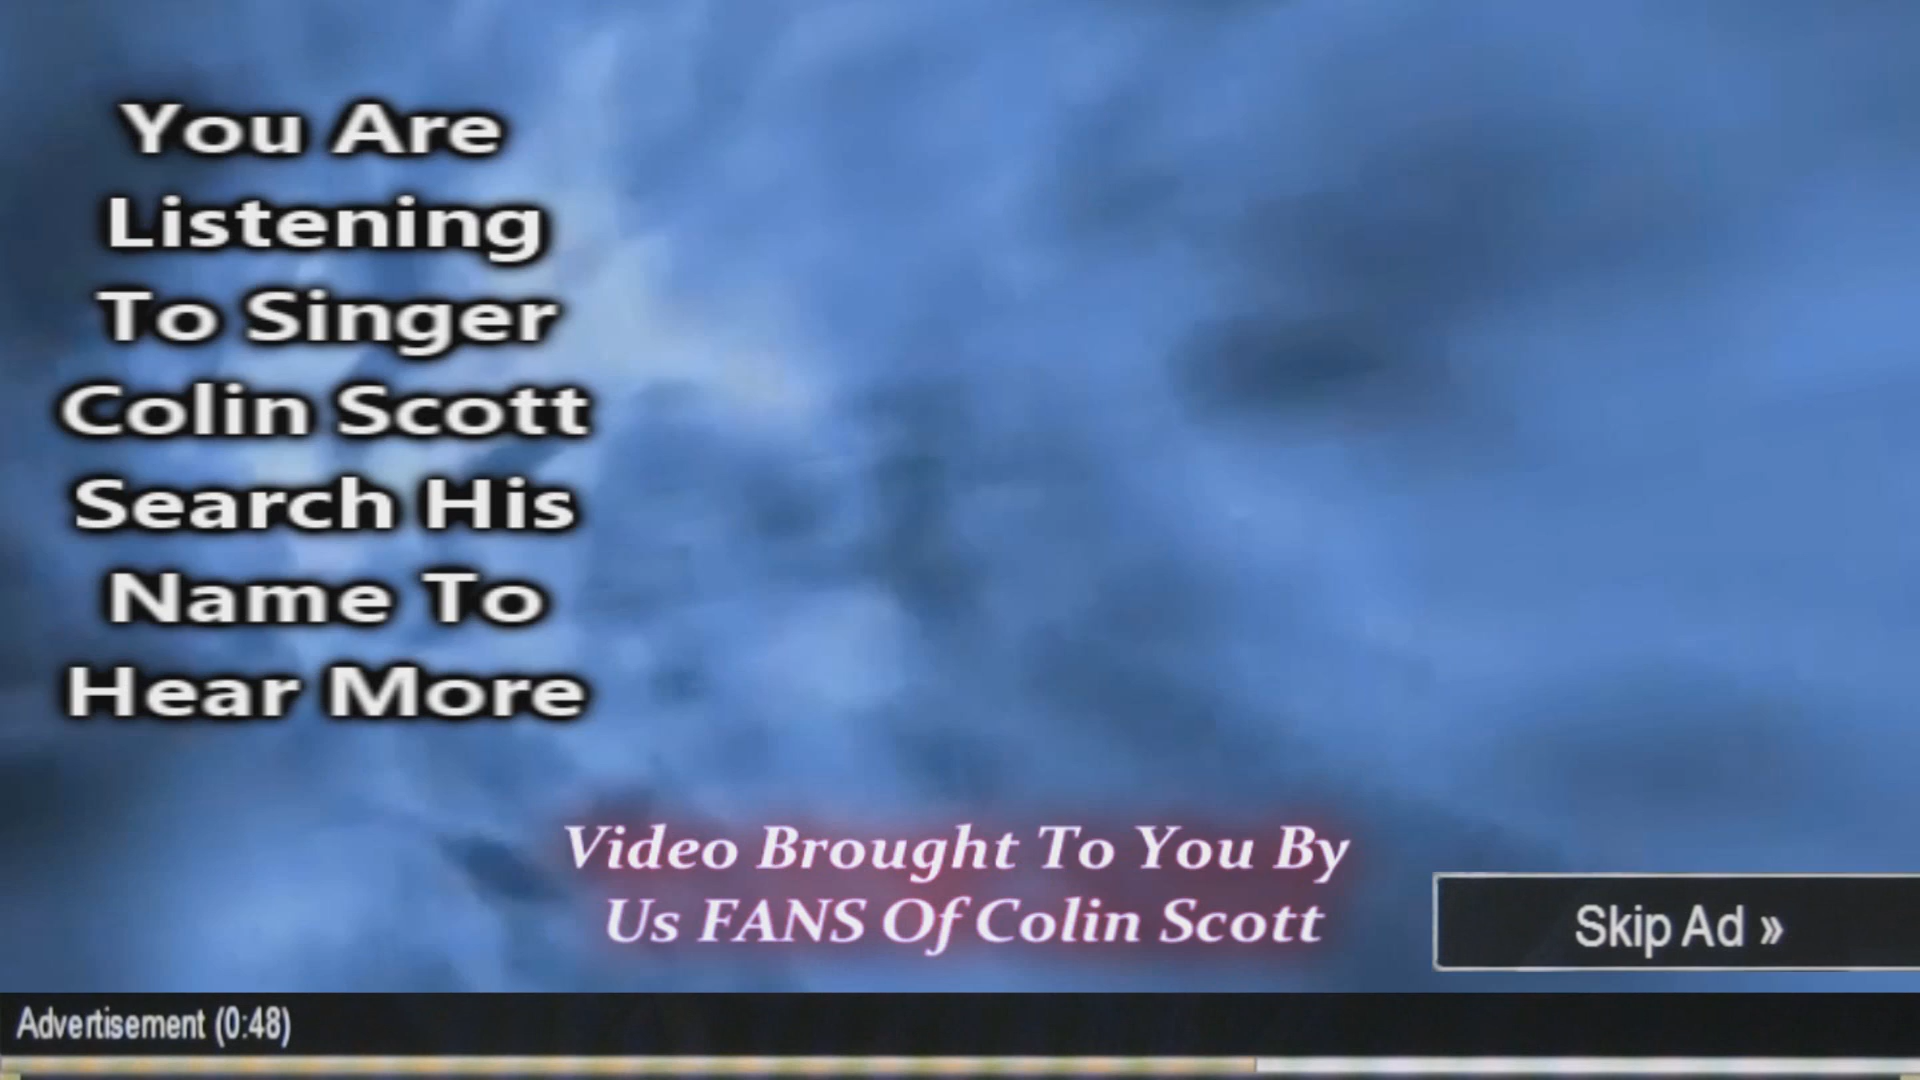 You Are
Listening
To Singer
Colin Scott
Search His
Name To
Hear More
Video Brought To You By
Us FANS Of Colin Scott
Skip Ad »
Advertisement (0:48)